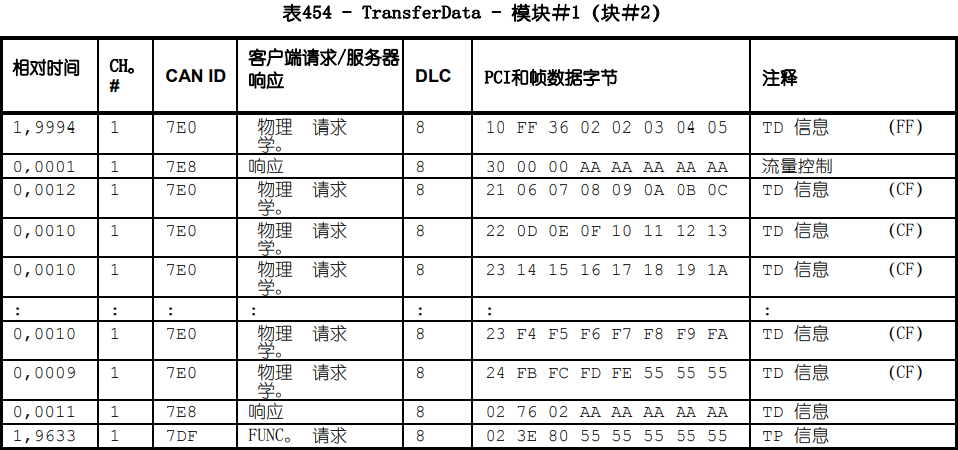 表454 - TransferData - 模块#1（块#2）
相对时间 CH。# CAN ID 客户端请求/服务器响应 DLC PCI和帧数据字节 注释
1,9994 1 7E0 物理 请求学。 8 10 FF 36 02 02 03 04 05 TD 信息 (FF)
0,0001 1 7E8 响应 8 30 00 00 AA AA AA AA AA 流量控制
0,0012 1 7E0 物理 请求学。 8 21 06 07 08 09 0A 0B 0C TD 信息 (CF)
0,0010 1 7E0 物理 请求学。 8 22 0D 0E 0F 10 11 12 13 TD 信息 (CF)
0,0010 1 7E0 物理 请求学。 8 23 14 15 16 17 18 19 1A TD 信息 (CF)
: : : : : : :
0,0010 1 7E0 物理 请求学。 8 23 F4 F5 F6 F7 F8 F9 FA TD 信息 (CF)
0,0009 1 7E0 物理 请求学。 8 24 FB FC FD FE 55 55 55 TD 信息 (CF)
0,0011 1 7E8 响应 8 02 76 02 AA AA AA AA AA TD 信息
1,9633 1 7DF FUNC。 请求 8 02 3E 80 55 55 55 55 55 TP 信息